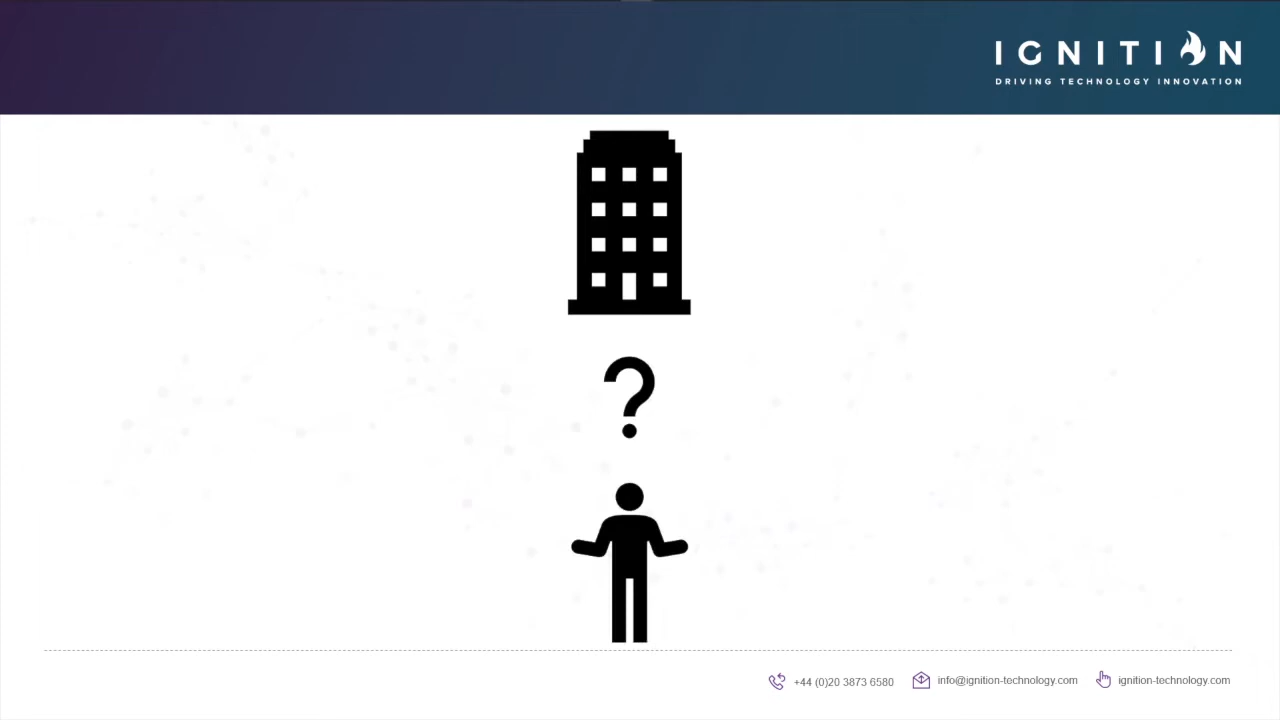 IGNITION
DRIVING TECHNOLOGY INNOVATION
?
+44 (0)20 3873 6580 info@ignition-technology.com ignition-technology.com